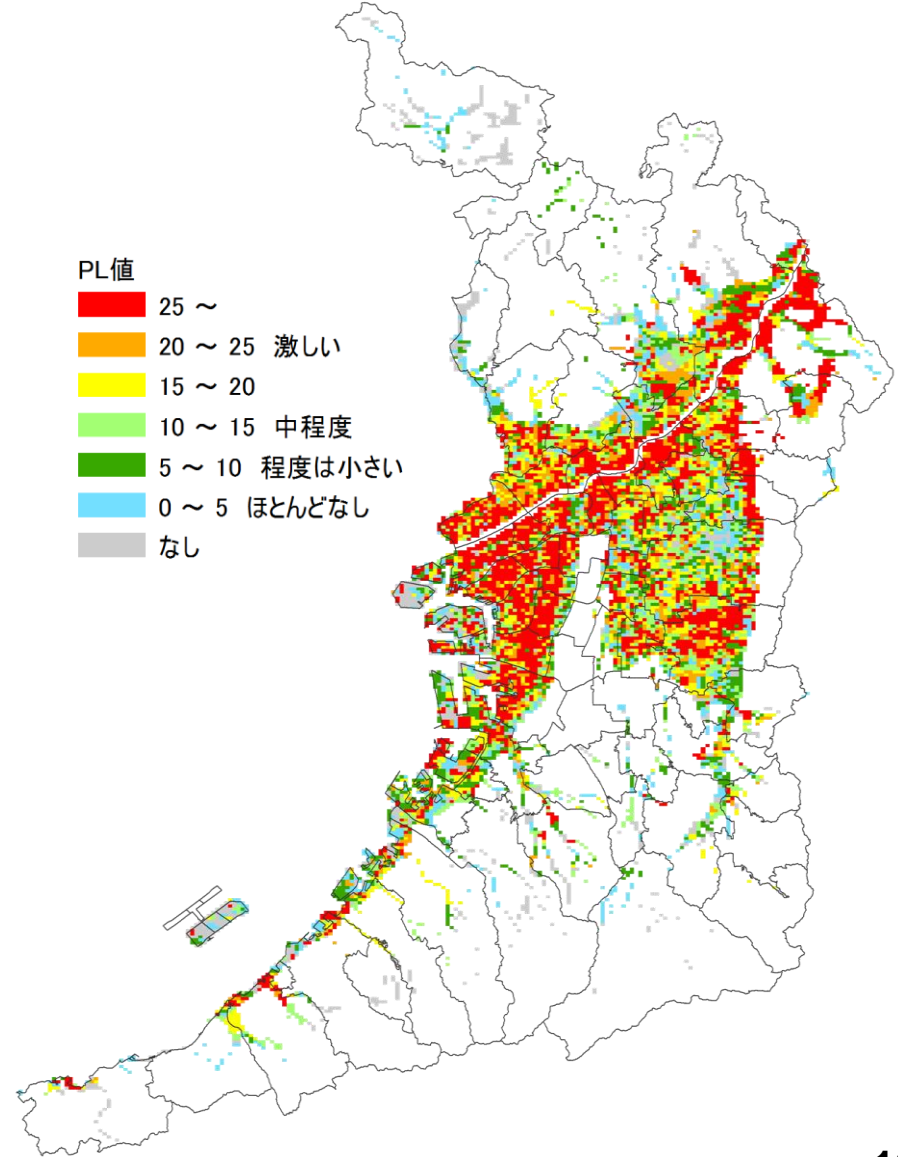 PL値
25 ～
20 ～ 25 激しい
15 ～ 20
10 ～ 15 中程度
5 ～ 10 程度は小さい
0 ～ 5 ほとんどなし
なし